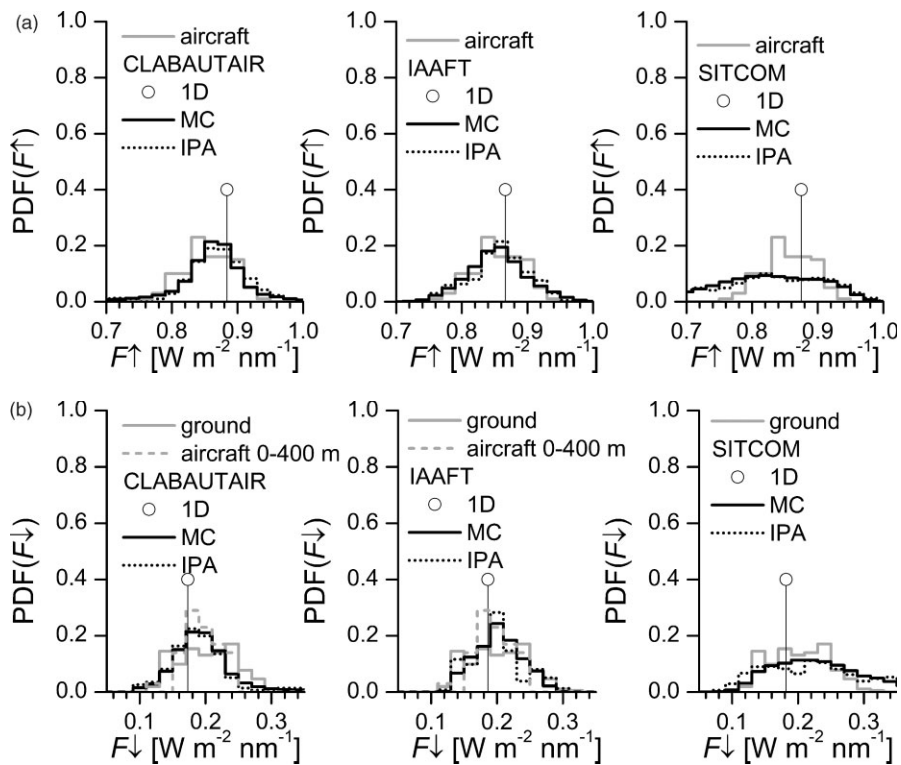 (a)
1.0
0.8
0.6
0.4
0.2
0.0
PDF(F↑)
aircraft
CLABAUTAIR
1D
MC
IPA
0.7 0.8 0.9 1.0
F↑ [W m-2 nm-1]
1.0
0.8
0.6
0.4
0.2
0.0
PDF(F↑)
aircraft
IAAFT
1D
MC
IPA
0.7 0.8 0.9 1.0
F↑ [W m-2 nm-1]
1.0
0.8
0.6
0.4
0.2
0.0
PDF(F↑)
aircraft
SITCOM
1D
MC
IPA
0.7 0.8 0.9 1.0
F↑ [W m-2 nm-1]
(b)
1.0
0.8
0.6
0.4
0.2
0.0
PDF(F↓)
ground
aircraft 0-400 m
CLABAUTAIR
1D
MC
IPA
0.1 0.2 0.3
F↓ [W m-2 nm-1]
1.0
0.8
0.6
0.4
0.2
0.0
PDF(F↓)
ground
aircraft 0-400 m
IAAFT
1D
MC
IPA
0.1 0.2 0.3
F↓ [W m-2 nm-1]
1.0
0.8
0.6
0.4
0.2
0.0
PDF(F↓)
ground
SITCOM
1D
MC
IPA
0.1 0.2 0.3
F↓ [W m-2 nm-1]